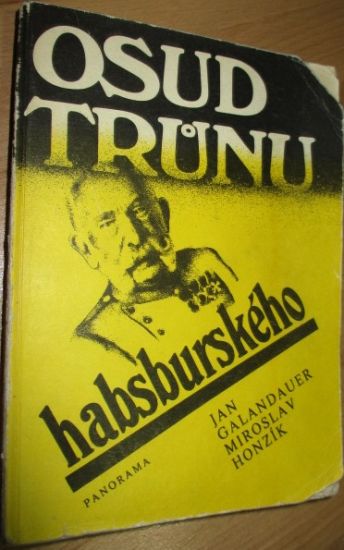 OSUD
TRŮNU
habsburského
JAN
GALANDAUER
MIROSLAV
HONZÍK
PANORAMA